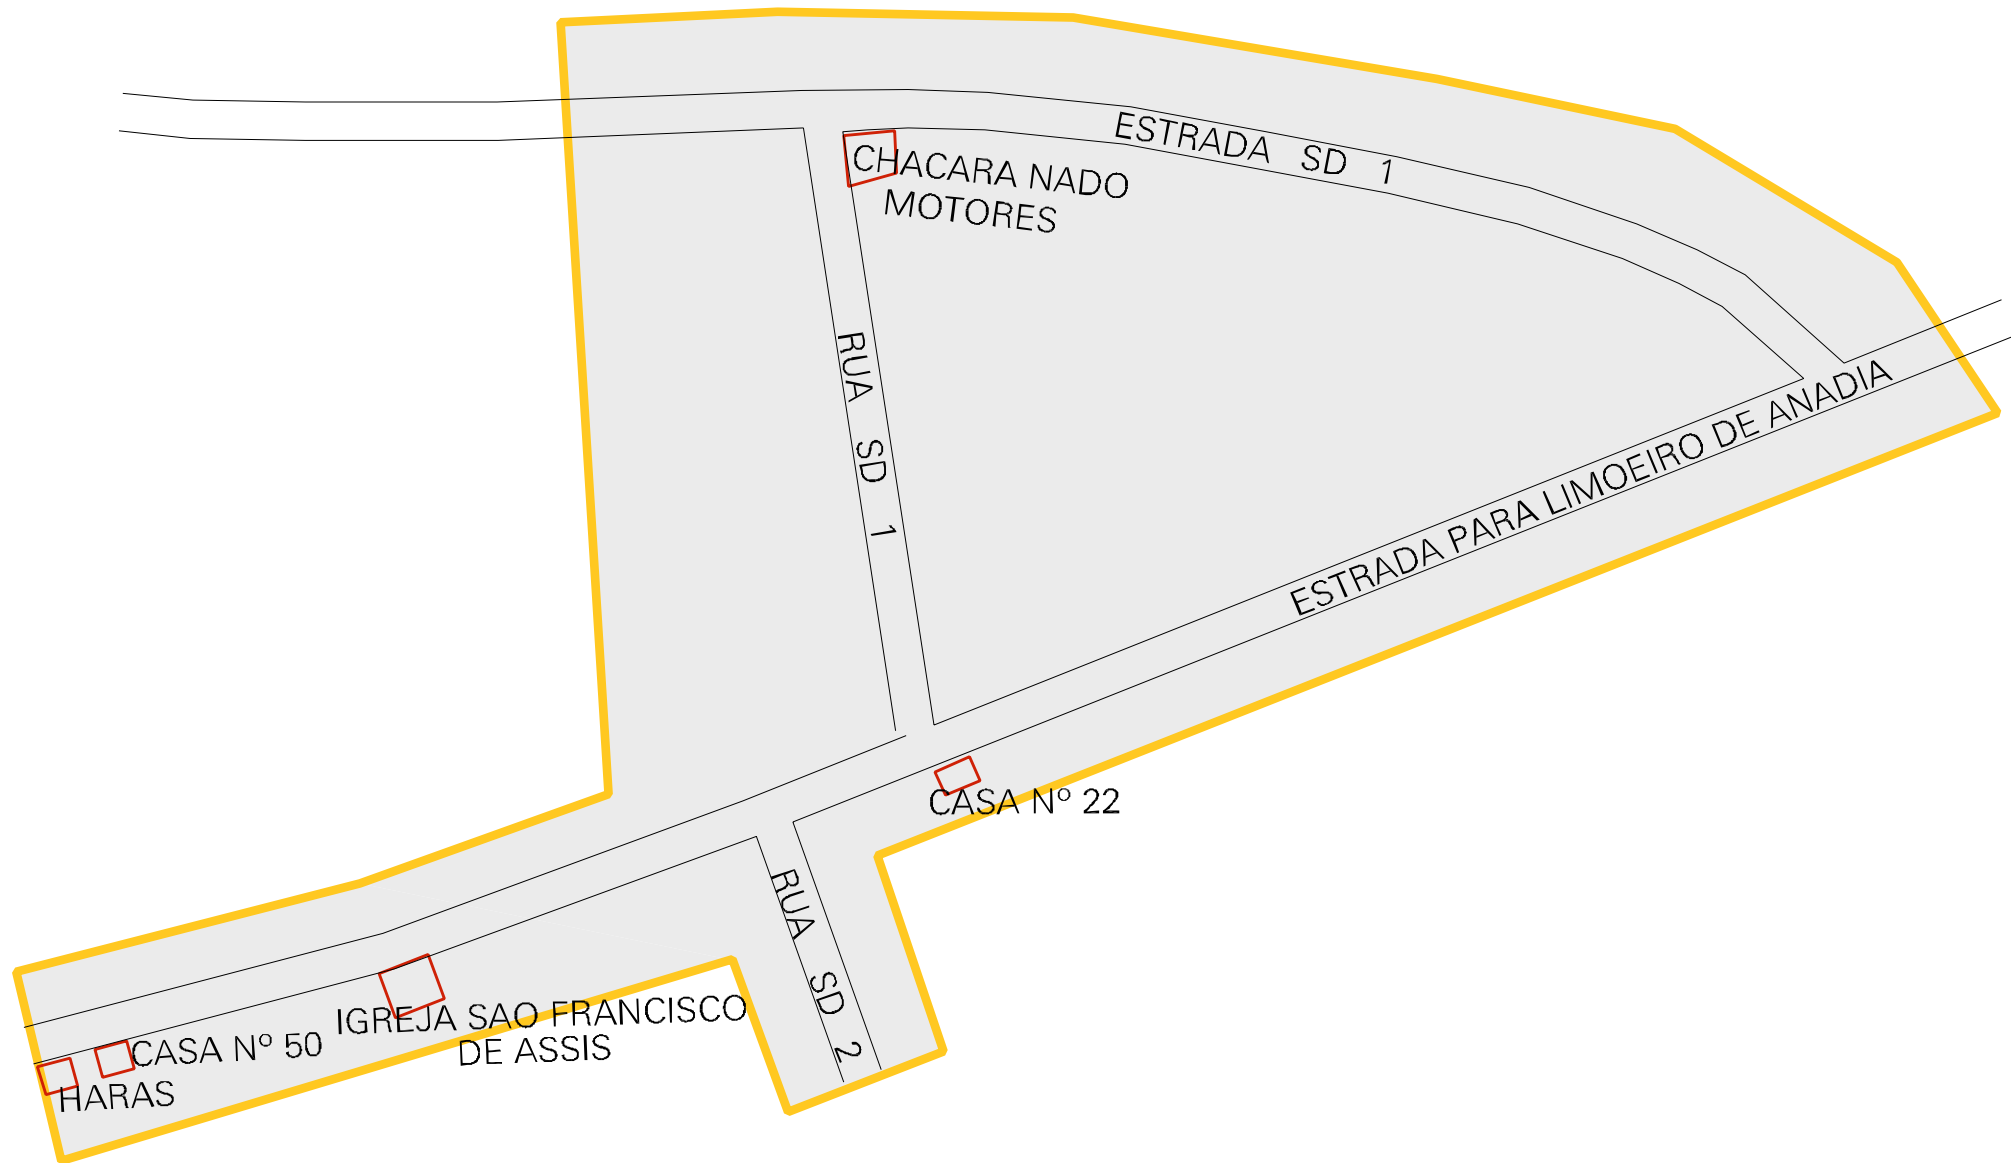 ESTRADA SD 1
CHACARA NADO
MOTORES
RUA SD 1
ESTRADA PARA LIMOEIRO DE ANADIA
CASA Nº 22
RUA SD 2
IGREJA SAO FRANCISCO
DE ASSIS
CASA Nº 50
HARAS